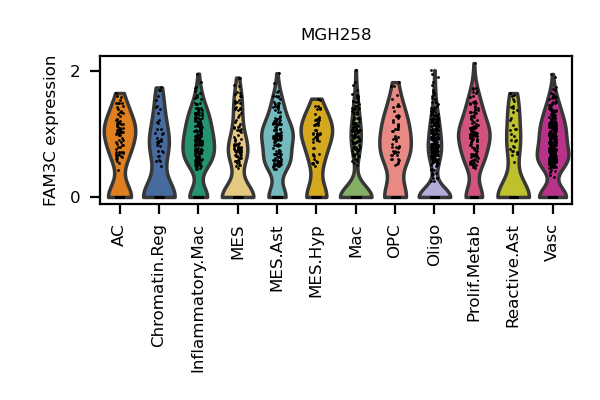 MGH258
FAM3C expression
2
0
AC
Chromatin.Reg
Inflammatory.Mac
MES
MES.Ast
MES.Hyp
Mac
OPC
Oligo
Prolif.Metab
Reactive.Ast
Vasc